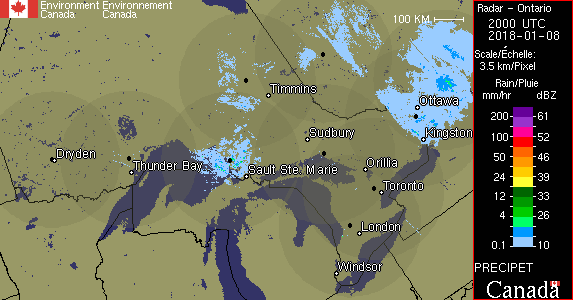 Environment Environnement
Canada Canada
100 KM
Timmins
Ottawa
Sudbury
Kingston
Dryden
Thunder Bay
Sault Ste. Marie
Orillia
Toronto
London
Windsor
Radar - Ontario
2000 UTC
2018-01-08
Scale/Échelle:
3.5 km/Pixel
Rain/Pluie
mm/hr dBZ
200 61
100 52
50 46
24 39
12 33
4 26
0.1 10
PRECIPET
Canada